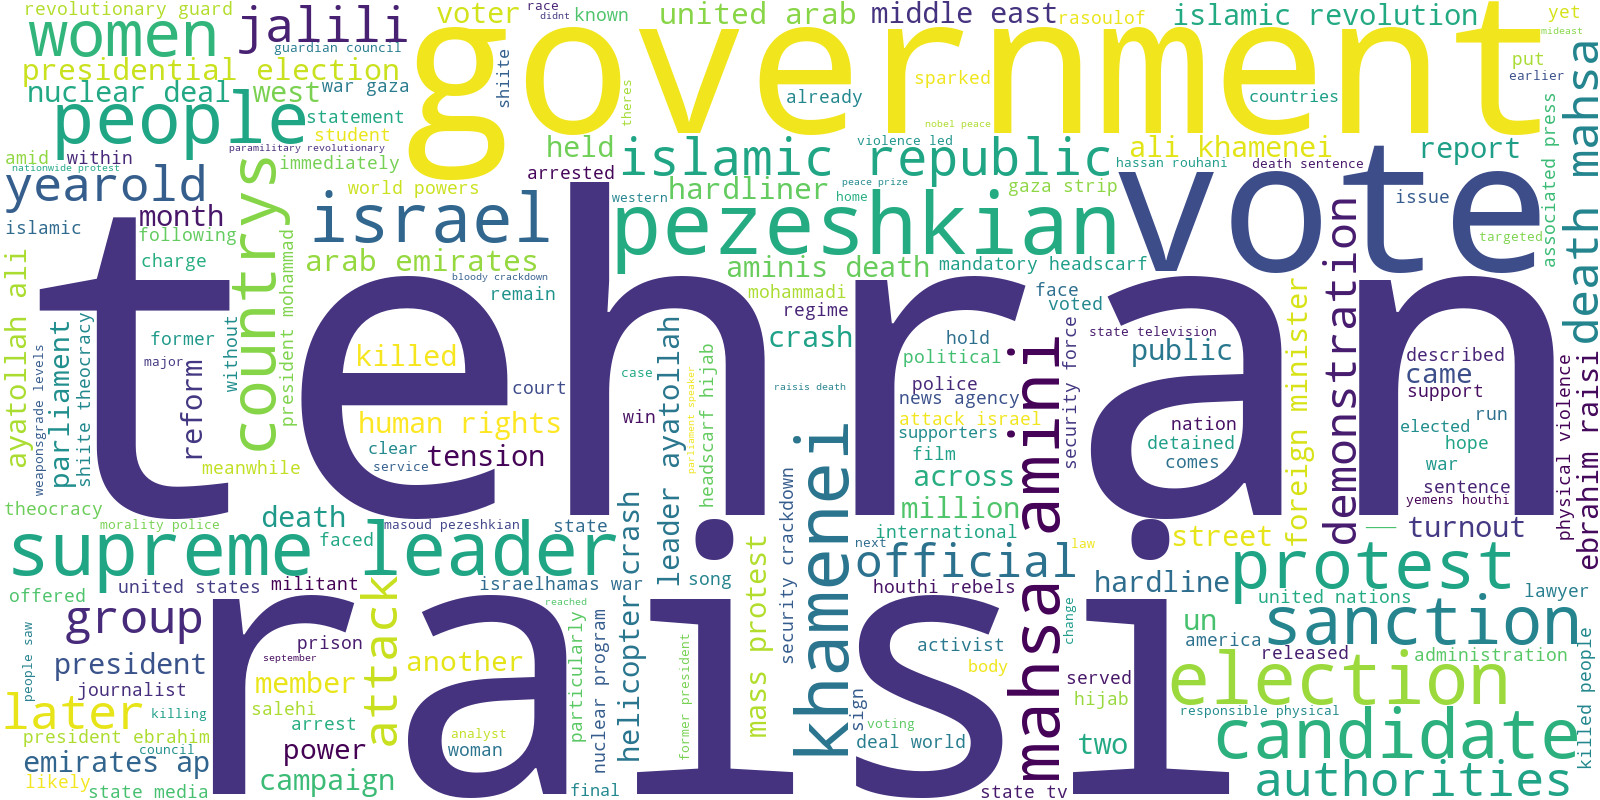 revolutionary guard
women
jalili
guardian council
voter
race
didnt
known
united arab
middle east
rasoulof
islamic revolution
yet
mideast
government
presidential election
nuclear deal
west
war gaza
shiite
theres
already
sparked
countries
put
earlier
people
statement
student
paramilitary revolutionary
nobel peace
amid
within
immediately
held
violence led
islamic republic
ali khamenei
report
nationwide protest
arrested
hassan rouhani
death sentence
death mahsa
associated press
yearold
world powers
hardliner
peace prize
gaza strip
western
home
vote
issue
islamic
month
following
countrys
president mohammad
israel
pezeshkian
targeted
charge
arab emirates
bloody crackdown
aminis death
mandatory headscarf
ayatollah ali
tehran
remain
mohammadi
face
voted
regime
foreign minister
demonstration
weaponsgrade levels
parliament
shiite theocracy
former
major
reform
without
killed
court
case
parliament speaker
leader ayatollah
headscarf hijab
crash
hold
political
state television
public
described
came
support
raisis death
police
news agency
attack israel
supporters
film
mahsa amini
security force
nation
detained
comes
elected
run
hope
war
sentence
yemens houthi
physical violence
ebrahim raisi
human rights
clear
service
tension
win
meanwhile
across
million
international
theocracy
morality police
death
faced
masoud pezeshkian
state
next
law
street
turnout
supreme leader
official
hardline
protest
offered
united states
militant
israelhamas war
song
houthi rebels
united nations
lawyer
group
attack
helicopter crash
mass protest
security crackdown
khamenei
un
america
sanction
people saw
president
prison
september
raisi
reached
particularly
nuclear program
former president
activist
change
released
administration
killed people
journalist
member
another
body
served
hijab
election
later
killing
salehi
arrest
analyst
woman
sign
voting
deal world
responsible physical
president ebrahim
council
emirates ap
power
two
candidate
likely
state media
campaign
final
state tv
authorities